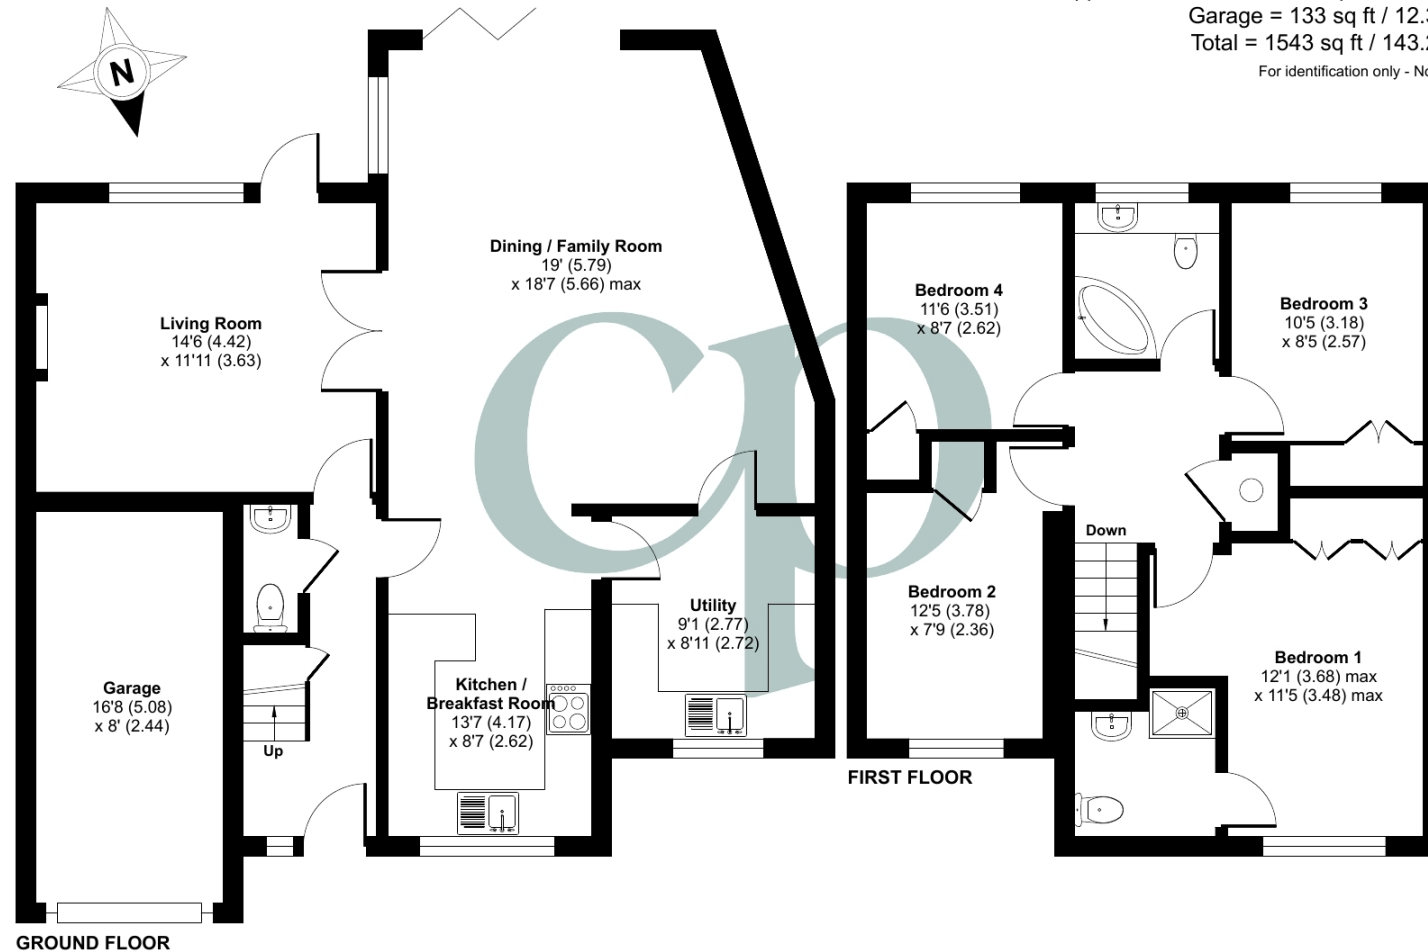 Garage = 133 sq ft / 12.3
Total = 1543 sq ft / 143.2
For identification only - No
N
Dining / Family Room
19' (5.79)
x 18'7 (5.66) max
Living Room
14'6 (4.42)
x 11'11 (3.63)
Bedroom 4
11'6 (3.51)
x 8'7 (2.62)
Bedroom 3
10'5 (3.18)
x 8'5 (2.57)
Down
Bedroom 2
12'5 (3.78)
x 7'9 (2.36)
Utility
9'1 (2.77)
x 8'11 (2.72)
Bedroom 1
12'1 (3.68) max
x 11'5 (3.48) max
Garage
16'8 (5.08)
x 8' (2.44)
Kitchen /
Breakfast Room
13'7 (4.17)
x 8'7 (2.62)
Up
cp
FIRST FLOOR
GROUND FLOOR